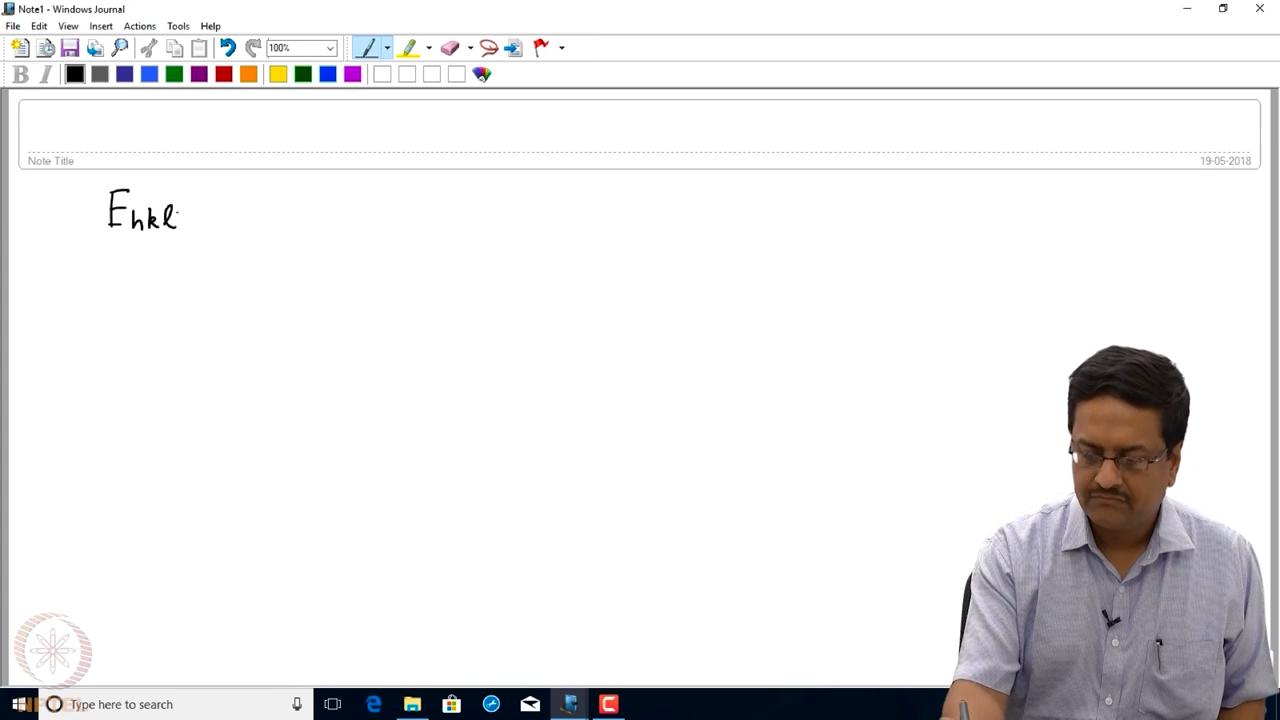 Note1 - Windows Journal
File Edit View Insert Actions Tools Help
100%
B I
Note Title
19-05-2018
Ehkl
Type here to search